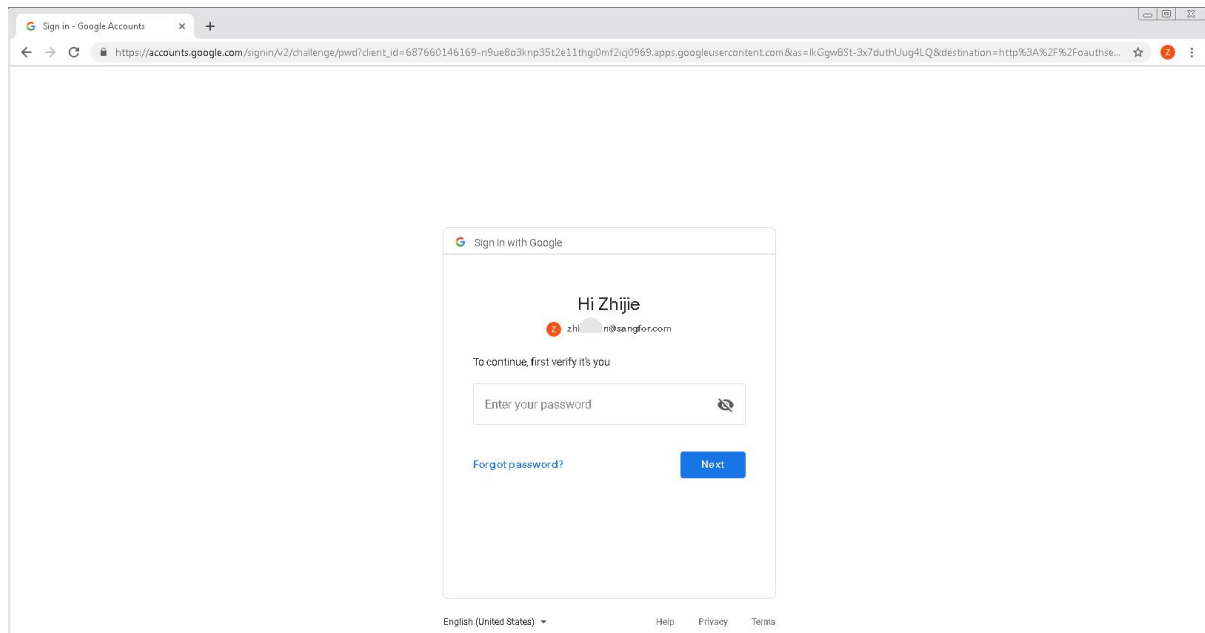 Sign in - Google Accounts
https://accounts.google.com/signin/v2/challenge/pwd?client_id=687660146169-n9ue8o3knp35t2e11thgi0mf2icj0969.apps.googleusercontent.com&as=lkGgwBSt-3x7duthUug4LQ&destination=http%3A%2F%2Foauthse...
Z
Sign in with Google
Hi Zhijie
Z zhi n@sangfor.com
To continue, first verify it's you
Enter your password
Forgot password?
Next
English (United States)
Help Privacy Terms